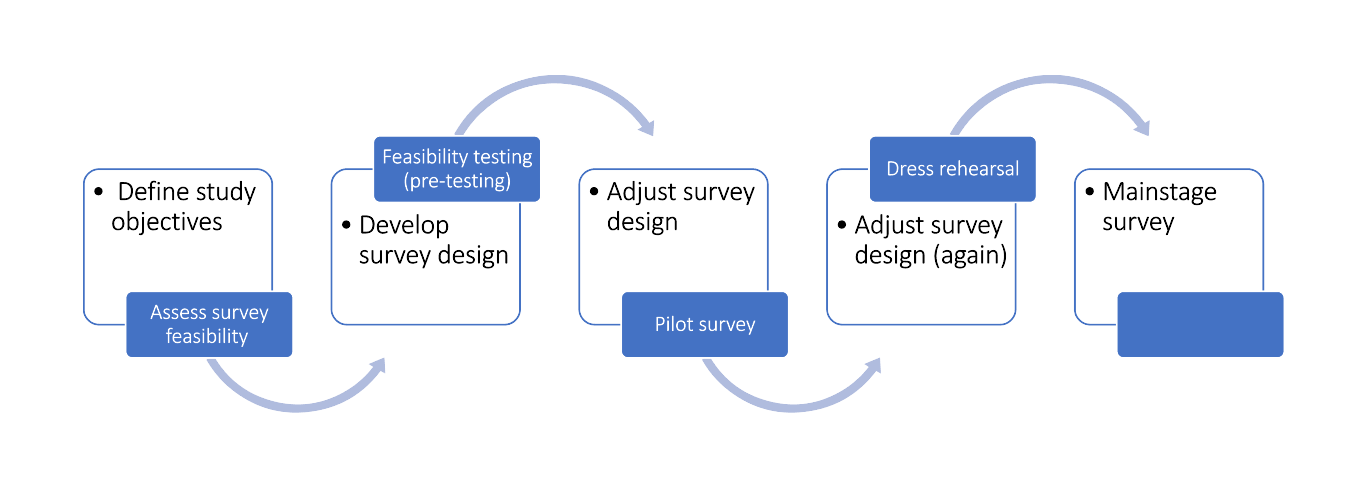 • Define study
objectives
Assess survey
feasibility
Feasibility testing
(pre-testing)
• Develop
survey design
• Adjust survey
design
Pilot survey
Dress rehearsal
• Adjust survey
design (again)
• Mainstage
survey